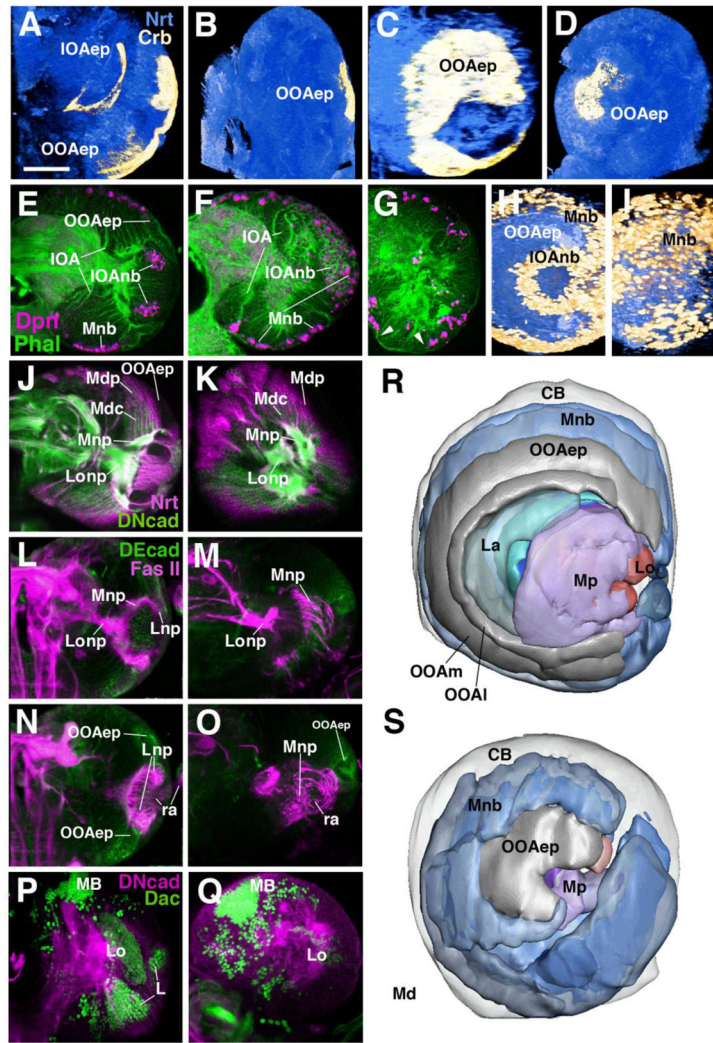 A
Nrt
Crb
IOAep
OOAep
B
OOAep
C
OOAep
D
OOAep
E
OOAep
IOA
IOAnb
Mnb
Dpn
Phal
F
IOA
IOAnb
Mnb
G
H
Mnb
OOAep
IOAnb
I
Mnb
J
OOAep
Mdp
Mdc
Mnp
Lonp
Nrt
DNcad
K
Mdp
Mdc
Mnp
Lonp
L
DEcad
Fas II
Mnp
Lnp
Lonp
M
Mnp
Lonp
N
OOAep
Lnp
ra
OOAep
O
OOAep
Mnp
ra
P
MB
DNcad
Dac
Lo
L
Q
MB
Lo
R
CB
Mnb
OOAep
La
Mp
Lo
OOAm
OOAl
S
CB
Mnb
OOAep
Mp
Md